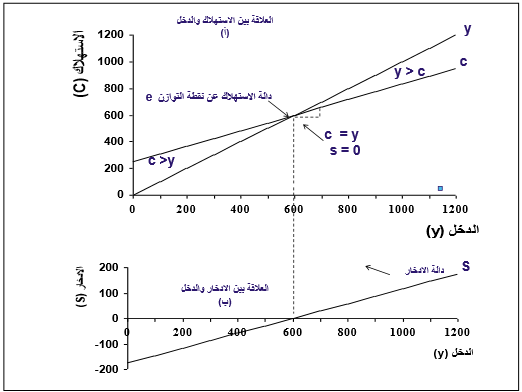 العلاقة بين الاستهلاك والدخل
(أ)
الاستهلاك (C)
1200
1000
800
600
400
200
0
y
c
y > c
دالة الاستهلاك عن نقطة التوازن e
c = y
s = 0
c >y
0 200 400 600 800 1000 1200
الدخل (y)
الادخار (S)
200
100
0
-100
-200
العلاقة بين الادخار والدخل
(ب)
دالة الادخار
S
0 200 400 600 800 1000 1200
الدخل (y)